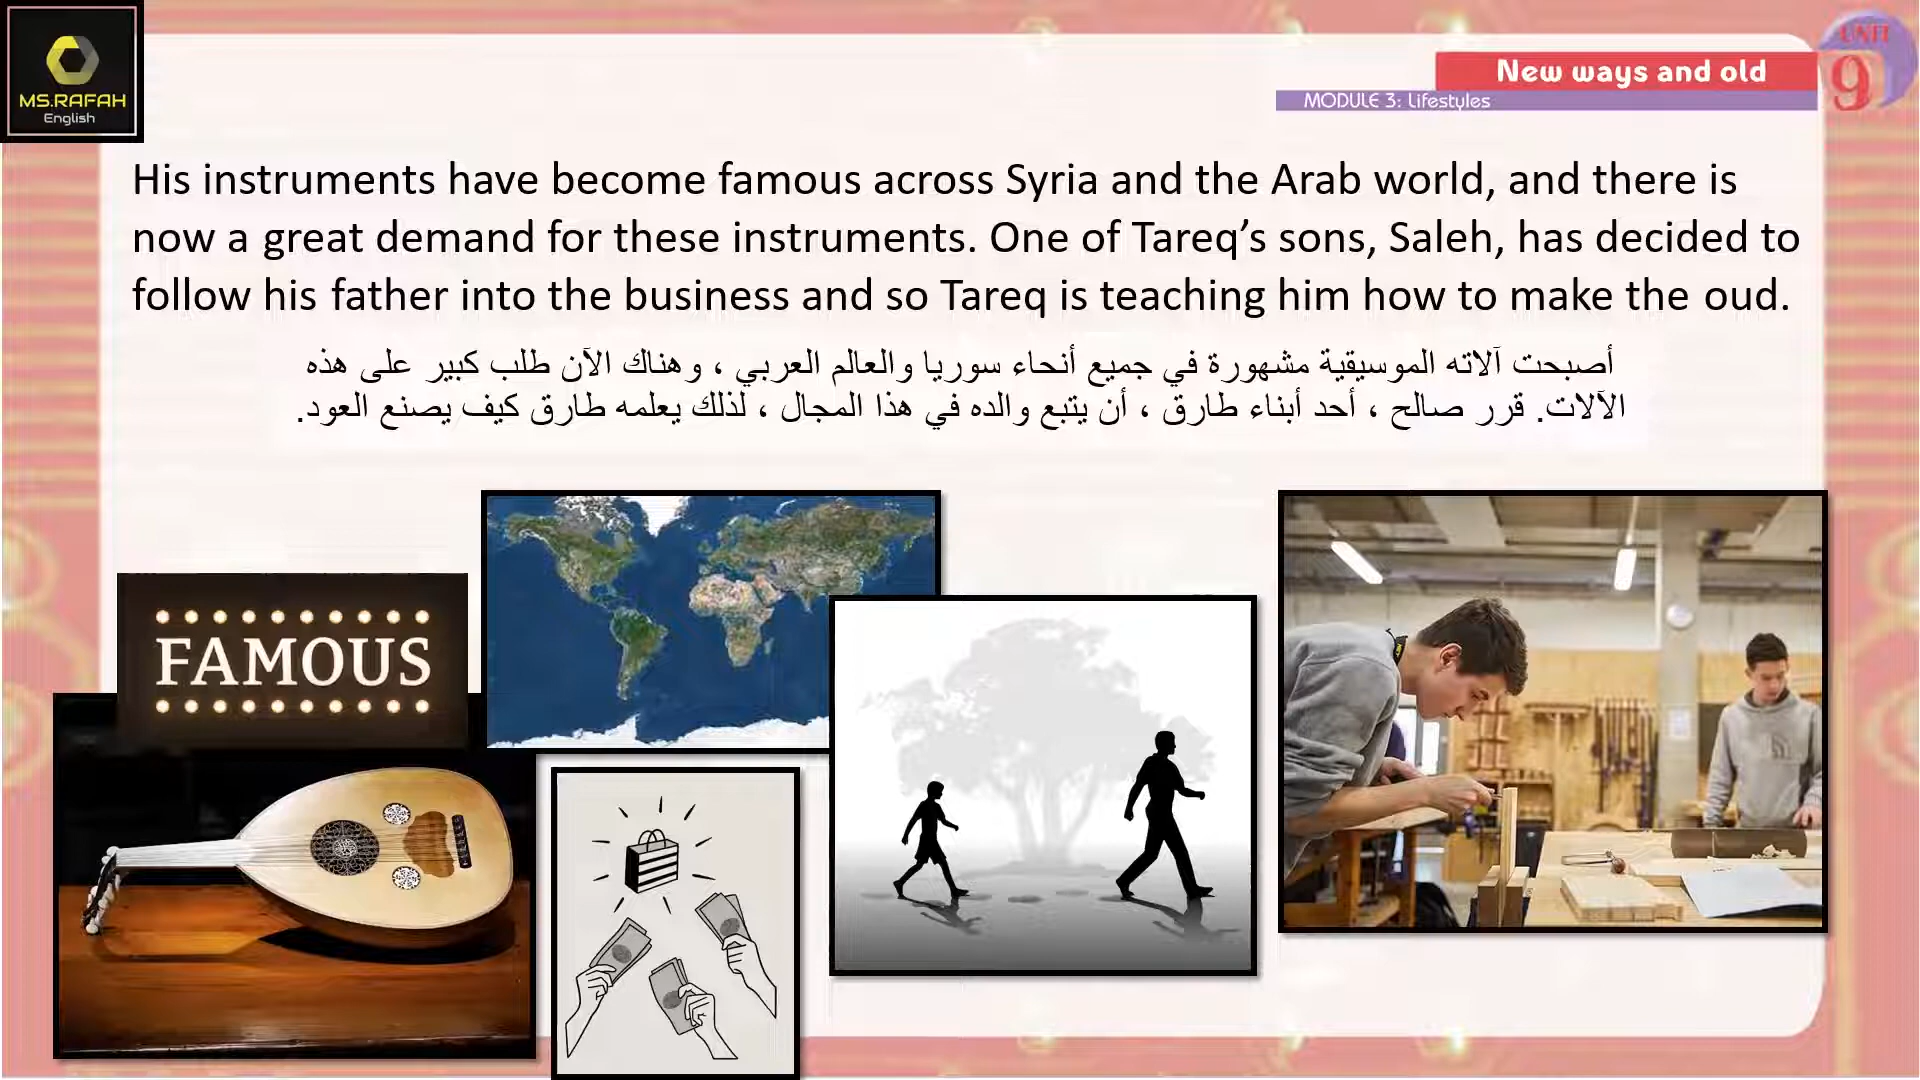 MS.RAFAH
English
UNIT
9
New ways and old
MODULE 3: Lifestyles
His instruments have become famous across Syria and the Arab world, and there is
now a great demand for these instruments. One of Tareq’s sons, Saleh, has decided to
follow his father into the business and so Tareq is teaching him how to make the oud.
أصبحت آلاته الموسيقية مشهورة في جميع أنحاء سوريا والعالم العربي ، وهناك الآن طلب كبير على هذه
الآلات. قرر صالح ، أحد أبناء طارق ، أن يتبع والده في هذا المجال ، لذلك يعلمه طارق كيف يصنع العود.
FAMOUS